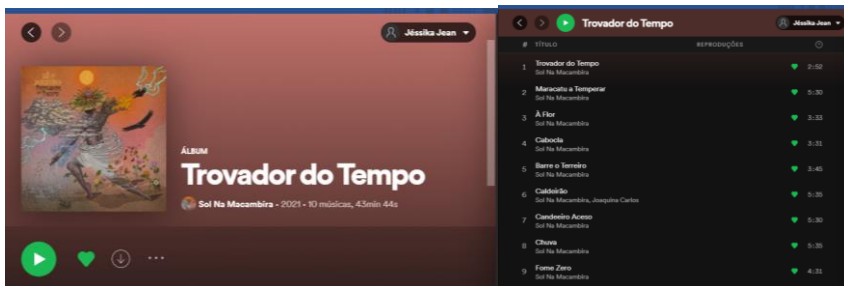 Jéssika Jean
ÁLBUM
Trovador do Tempo
Sol Na Macambira • 2021 • 10 músicas, 43min 44s
Trovador do Tempo
Jéssika Jean
# TÍTULO REPRODUÇÕES
1 Trovador do Tempo 2:52
Sol Na Macambira
2 Maracatu a Temperar 5:30
Sol Na Macambira
3 À Flor 3:33
Sol Na Macambira
4 Cabocla 3:31
Sol Na Macambira
5 Barre o Terreiro 3:45
Sol Na Macambira
6 Caldeirão 5:35
Sol Na Macambira, Joaquina Carlos
7 Candeeiro Aceso 5:30
Sol Na Macambira
8 Chuva 5:35
Sol Na Macambira
9 Fome Zero 4:31
Sol Na Macambira